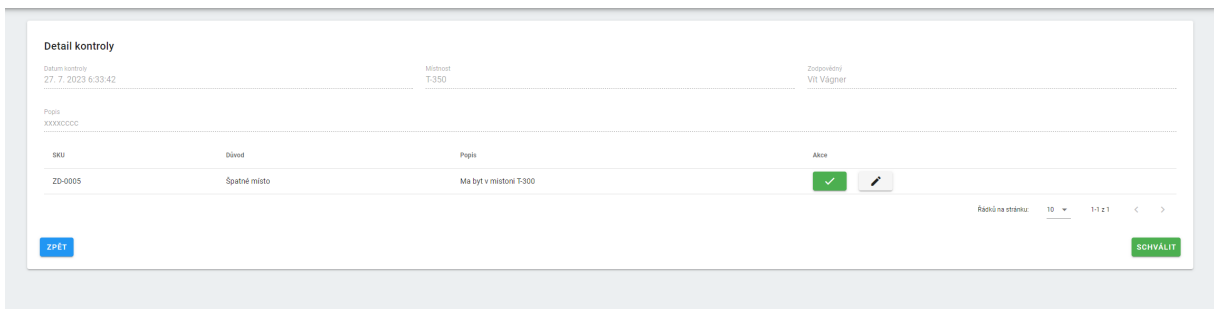 Detail kontroly
Datum kontroly Místnost Zodpovědný
27. 7. 2023 6:33:42 T-350 Vít Vágner
Popis
xxxxcccc
SKU Důvod Popis Akce
ZD-0005 Špatné místo Ma byt v mistoni T-300
Řádků na stránku: 10 1-1 z 1
ZPĚT SCHVÁLIT